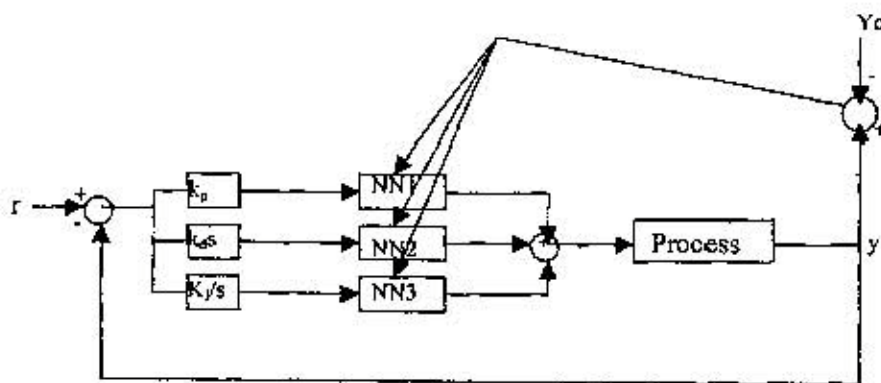 Yd
-
+
kp
NN1
r
+
-
kds
NN2
+
Process
y
Ki/s
NN3